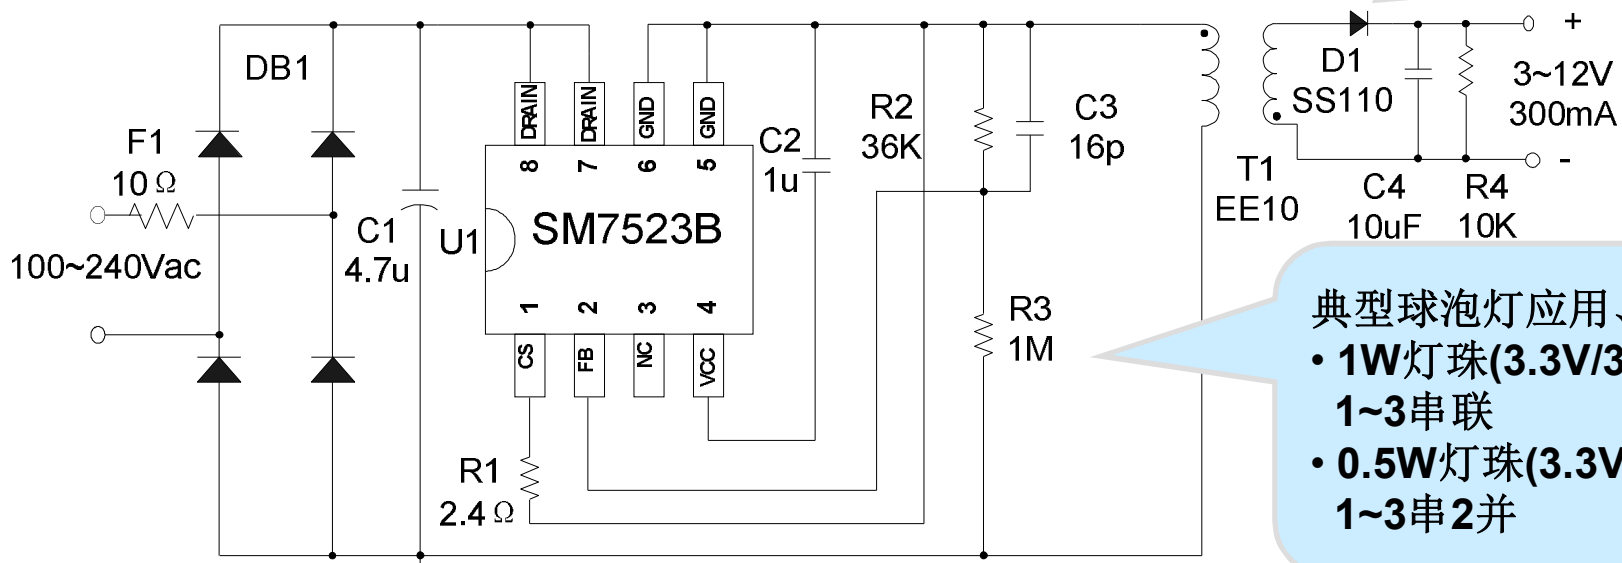 DB1
F1
10Ω
100~240Vac
C1
4.7u
U1
DRAIN
DRAIN
GND
GND
8 7 6 5
SM7523B
1 2 3 4
CS
FB
NC
VCC
R1
2.4Ω
C2
1u
R2
36K
C3
16p
R3
1M
T1
EE10
D1
SS110
C4
10uF
R4
10K
+
3~12V
300mA
-
典型球泡灯应用、
• 1W灯珠(3.3V/3
1~3串联
• 0.5W灯珠(3.3V
1~3串2并